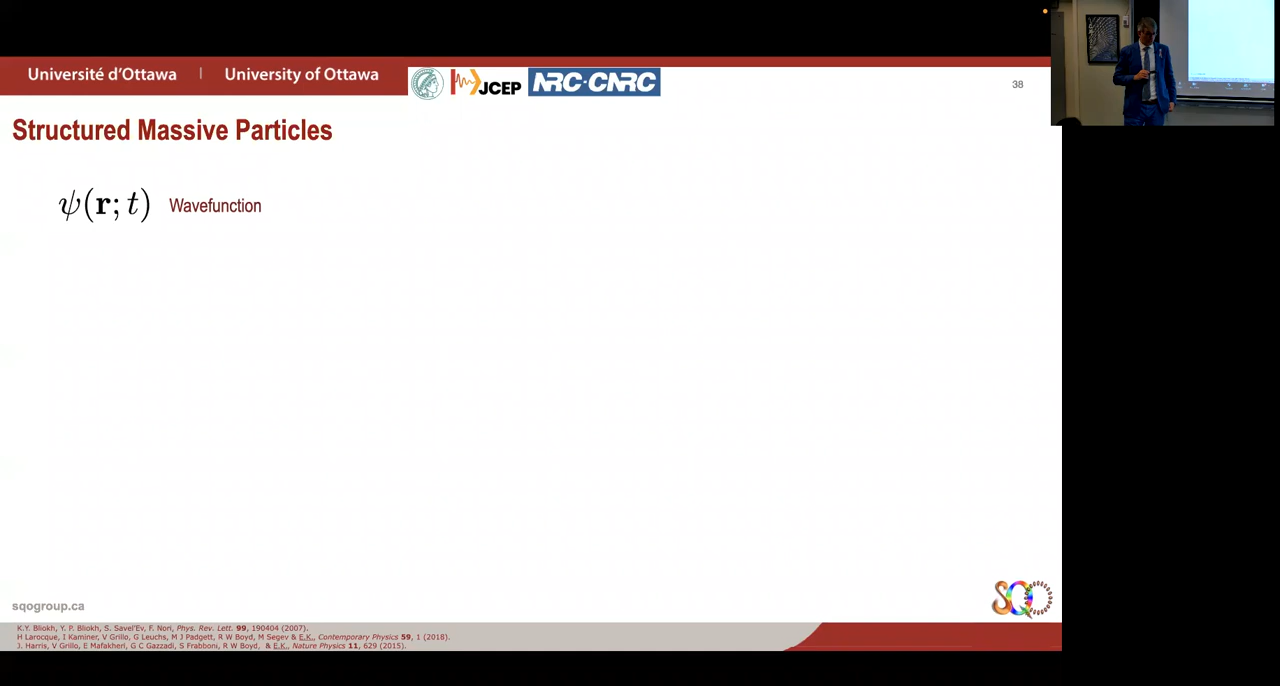 Université d'Ottawa | University of Ottawa
JCEP
NRC·CNRC
38
Structured Massive Particles
ψ(r; t) Wavefunction
SQO
sqogroup.ca
K.Y. Bliokh, Y. P. Bliokh, S. Savel'Ev, F. Nori, Phys. Rev. Lett. 99, 190404 (2007).
H Larocque, I Kaminer, V Grillo, G Leuchs, M J Padgett, R W Boyd, M Segev & E.K., Contemporary Physics 59, 1 (2018).
J. Harris, V Grillo, E Mafakheri, G C Gazzadi, S Frabboni, R W Boyd, & E.K., Nature Physics 11, 629 (2015).